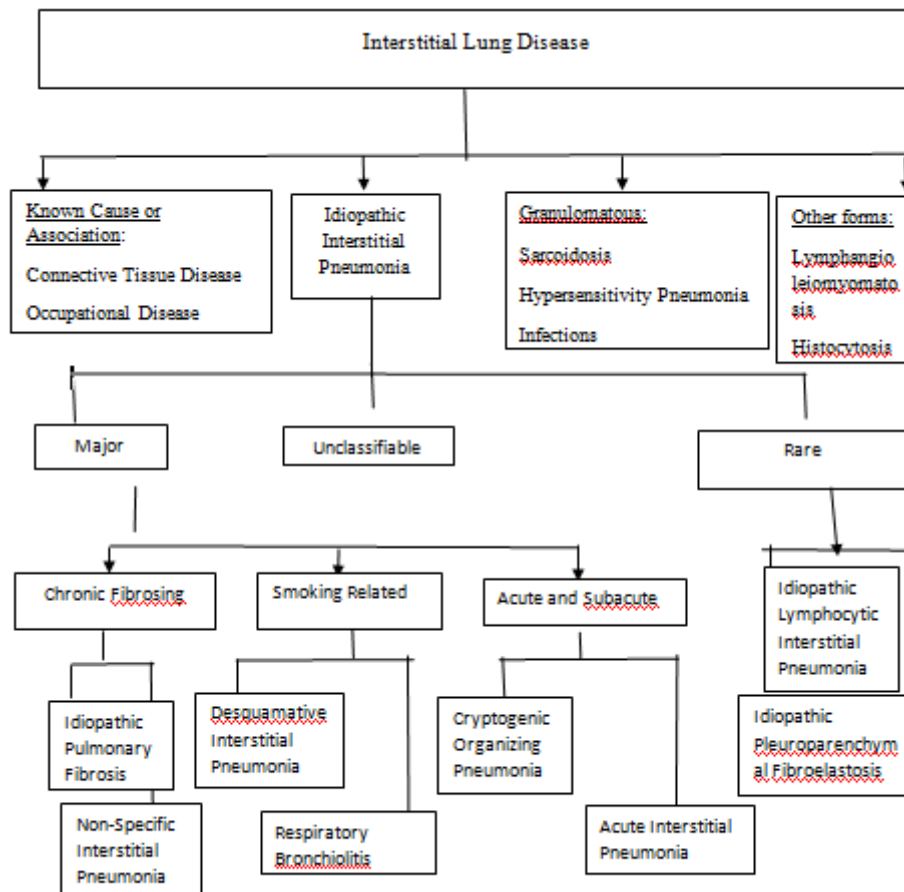 Interstitial Lung Disease
Known Cause or
Association:
Connective Tissue Disease
Occupational Disease
Idiopathic
Interstitial
Pneumonia
Granulomatous:
Sarcoidosis
Hypersensitivity Pneumonia
Infections
Other forms:
Lymphangio
leiomyomato
sis
Histocytosis
Major
Unclassifiable
Rare
Chronic Fibrosing
Smoking Related
Acute and Subacute
Idiopathic
Lymphocytic
Interstitial
Pneumonia
Idiopathic
Pulmonary
Fibrosis
Desquamative
Interstitial
Pneumonia
Cryptogenic
Organizing
Pneumonia
Idiopathic
Pleuroparenchym
al Fibroelastosis
Non-Specific
Interstitial
Pneumonia
Respiratory
Bronchiolitis
Acute Interstitial
Pneumonia